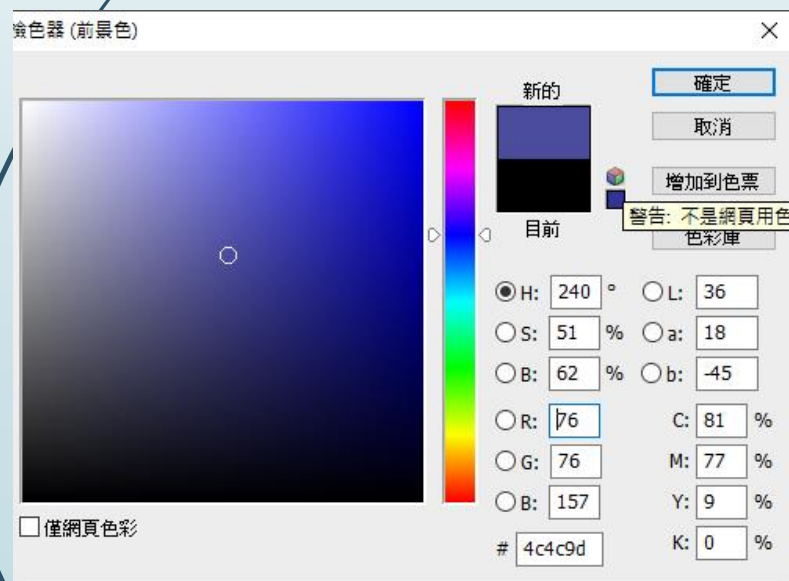 檢色器 (前景色)
新的
目前
確定
取消
增加到色票
警告: 不是網頁用色
色彩庫
H: 240 °
S: 51 %
B: 62 %
R: 76
G: 76
B: 157
# 4c4c9d
L: 36
a: 18
b: -45
C: 81 %
M: 77 %
Y: 9 %
K: 0 %
僅網頁色彩